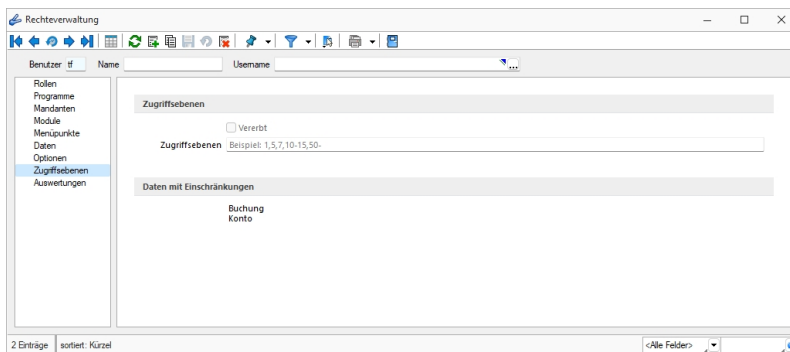 Rechteverwaltung
Benutzer tf Name Username ...
Rollen
Programme
Mandanten
Module
Menüpunkte
Daten
Optionen
Zugriffsebenen
Auswertungen
Zugriffsebenen
Vererbt
Zugriffsebenen Beispiel: 1,5,7,10-15,50-
Daten mit Einschränkungen
Buchung
Konto
2 Einträge sortiert: Kürzel <Alle Felder>